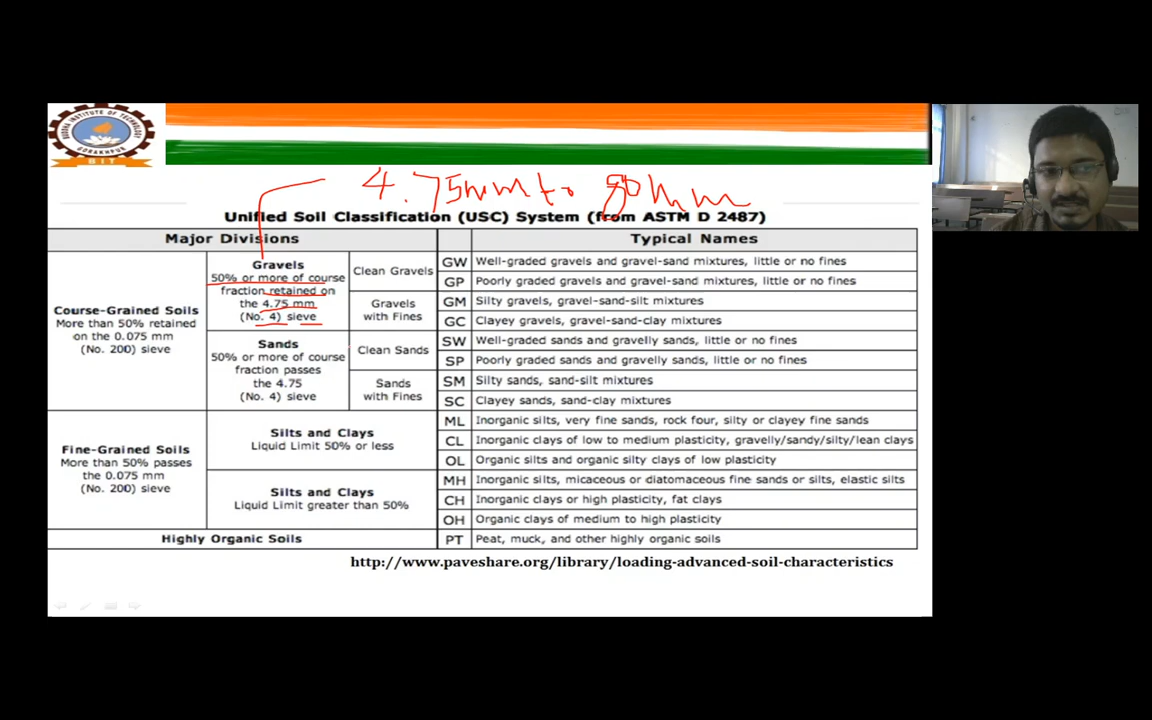 BUDDHA INSTITUTE OF TECHNOLOGY
GORAKHPUR
BIT
4.75mm to 80mm
Unified Soil Classification (USC) System (from ASTM D 2487)
Major Divisions
Typical Names
Course-Grained Soils
More than 50% retained
on the 0.075 mm
(No. 200) sieve
Gravels
50% or more of course
fraction retained on
the 4.75 mm
(No. 4) sieve
Clean Gravels
GW Well-graded gravels and gravel-sand mixtures, little or no fines
GP Poorly graded gravels and gravel-sand mixtures, little or no fines
Gravels
with Fines
GM Silty gravels, gravel-sand-silt mixtures
GC Clayey gravels, gravel-sand-clay mixtures
Sands
50% or more of course
fraction passes
the 4.75
(No. 4) sieve
Clean Sands
SW Well-graded sands and gravelly sands, little or no fines
SP Poorly graded sands and gravelly sands, little or no fines
Sands
with Fines
SM Silty sands, sand-silt mixtures
SC Clayey sands, sand-clay mixtures
Fine-Grained Soils
More than 50% passes
the 0.075 mm
(No. 200) sieve
Silts and Clays
Liquid Limit 50% or less
ML Inorganic silts, very fine sands, rock four, silty or clayey fine sands
CL Inorganic clays of low to medium plasticity, gravelly/sandy/silty/lean clays
OL Organic silts and organic silty clays of low plasticity
Silts and Clays
Liquid Limit greater than 50%
MH Inorganic silts, micaceous or diatomaceous fine sands or silts, elastic silts
CH Inorganic clays or high plasticity, fat clays
OH Organic clays of medium to high plasticity
Highly Organic Soils
PT Peat, muck, and other highly organic soils
http://www.paveshare.org/library/loading-advanced-soil-characteristics